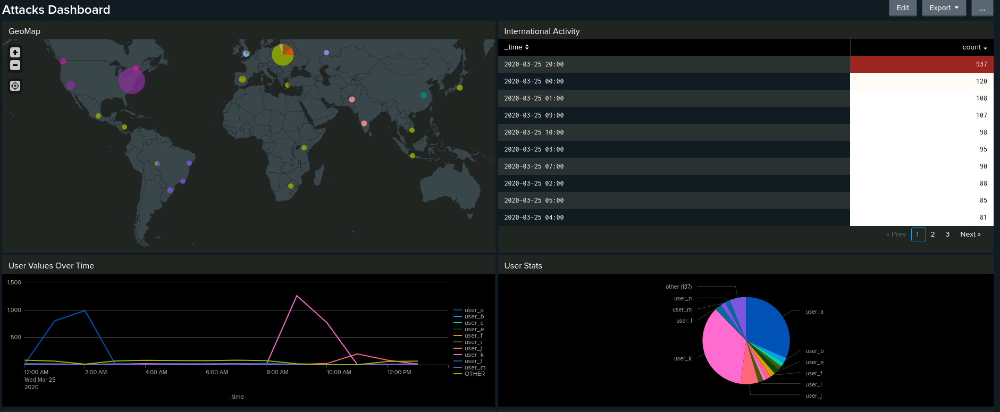 Attacks Dashboard
Edit
Export
...
GeoMap
+
−
International Activity
_time count
2020-03-25 20:00 937
2020-03-25 00:00 120
2020-03-25 01:00 108
2020-03-25 09:00 107
2020-03-25 10:00 98
2020-03-25 03:00 95
2020-03-25 07:00 90
2020-03-25 02:00 88
2020-03-25 05:00 85
2020-03-25 04:00 81
« Prev 1 2 3 Next »
User Values Over Time
1,500
1,000
500
12:00 AM 2:00 AM 4:00 AM 6:00 AM 8:00 AM 10:00 AM 12:00 PM
Wed Mar 25
2020
_time
user_a
user_b
user_c
user_e
user_f
user_i
user_j
user_k
user_l
user_m
OTHER
User Stats
other (137)
user_n
user_m
user_l
user_k
user_a
user_b
user_e
user_f
user_i
user_j